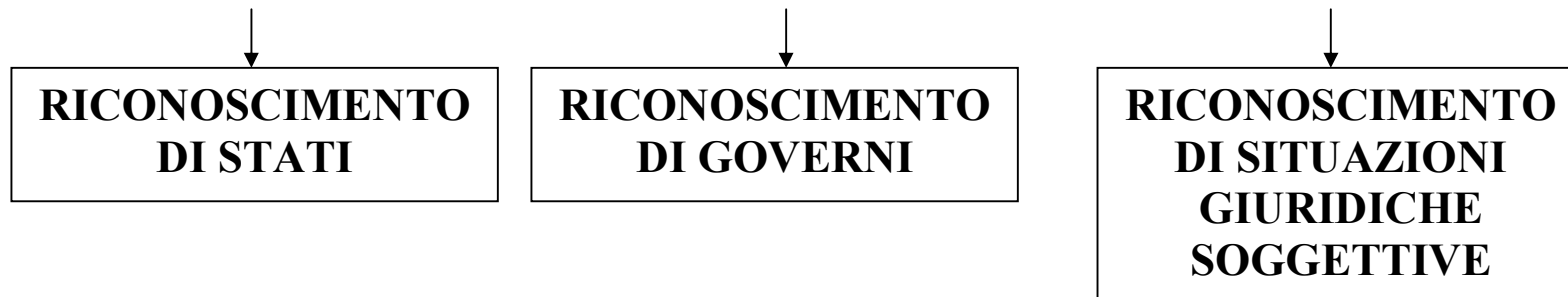 RICONOSCIMENTO
DI STATI
RICONOSCIMENTO
DI GOVERNI
RICONOSCIMENTO
DI SITUAZIONI
GIURIDICHE
SOGGETTIVE